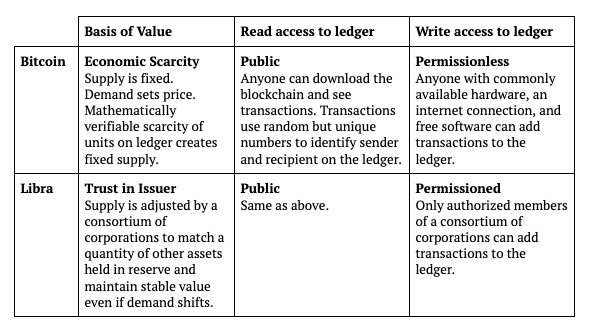 Basis of Value
Read access to ledger
Write access to ledger
Bitcoin
Economic Scarcity
Supply is fixed.
Demand sets price.
Mathematically
verifiable scarcity of
units on ledger creates
fixed supply.
Public
Anyone can download the
blockchain and see
transactions. Transactions
use random but unique
numbers to identify sender
and recipient on the ledger.
Permissionless
Anyone with commonly
available hardware, an
internet connection, and
free software can add
transactions to the
ledger.
Libra
Trust in Issuer
Supply is adjusted by a
consortium of
corporations to match a
quantity of other assets
held in reserve and
maintain stable value
even if demand shifts.
Public
Same as above.
Permissioned
Only authorized members
of a consortium of
corporations can add
transactions to the
ledger.